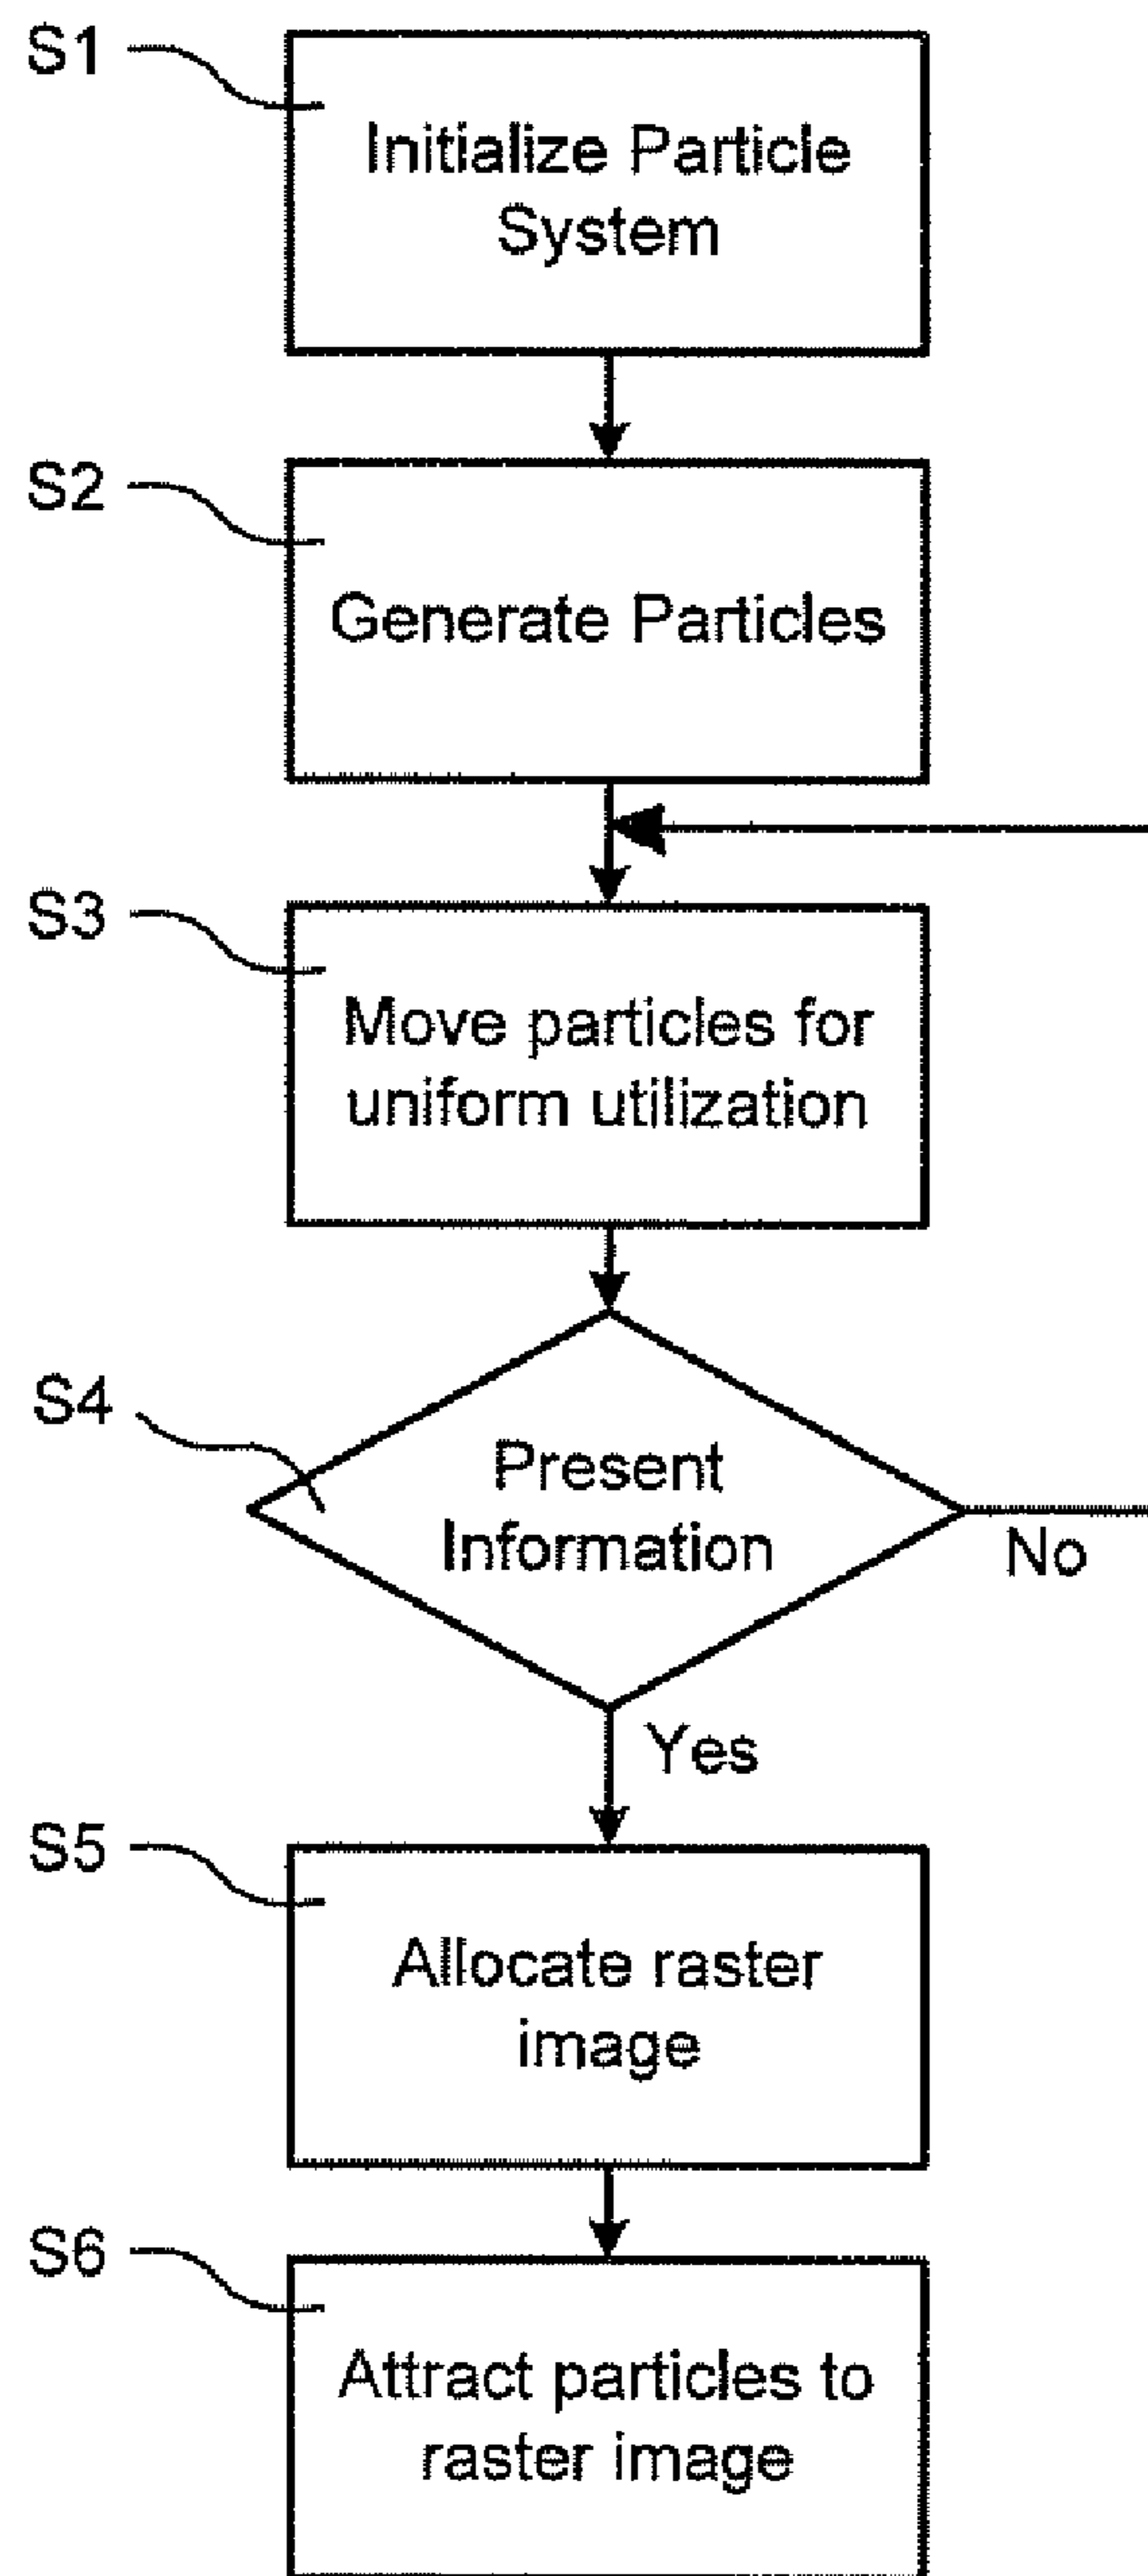 S1
Initialize Particle
System
S2
Generate Particles
S3
Move particles for
uniform utilization
S4
Present
Information
No
Yes
S5
Allocate raster
image
S6
Attract particles to
raster image